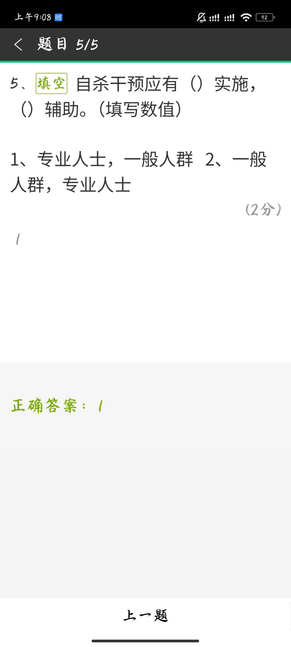 上午9:08
92
题目 5/5
5、填空 自杀干预应有（）实施，
（）辅助。（填写数值）
1、专业人士，一般人群 2、一般
人群，专业人士
（2分）
1
正确答案：1
上一题